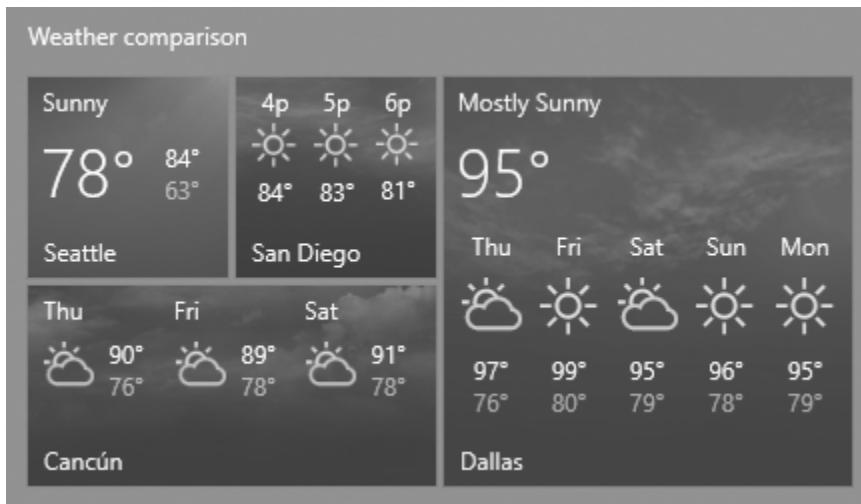 Weather comparison
Sunny
78° 84°
63°
Seattle
4p 5p 6p
84° 83° 81°
San Diego
Mostly Sunny
95°
Thu Fri Sat Sun Mon
97° 99° 95° 96° 95°
76° 80° 79° 78° 79°
Dallas
Thu Fri Sat
90° 89° 91°
76° 78° 78°
Cancún